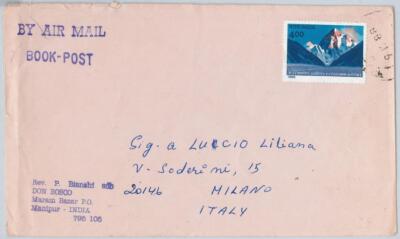 BY AIR MAIL
BOOK-POST
4.00
Sig. a LUCCIO Liliana
V. Soderini, 15
20146 MILANO
ITALY
Rev. P. Bianchi sdb
DON BOSCO
Maram Bazar P.O.
Manipur - INDIA
795 105